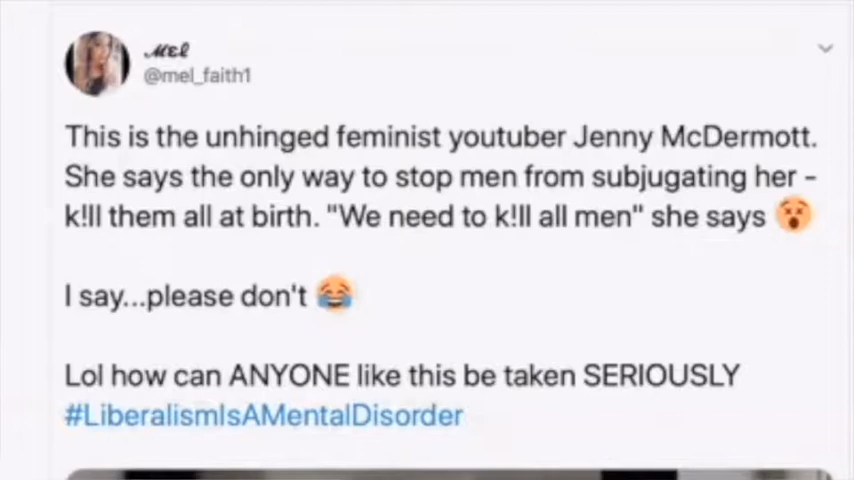 Mel
@mel_faith1
This is the unhinged feminist youtuber Jenny McDermott.
She says the only way to stop men from subjugating her -
k!ll them all at birth. "We need to k!ll all men" she says 😵
I say...please don't 😂
Lol how can ANYONE like this be taken SERIOUSLY
#LiberalismIsAMentalDisorder